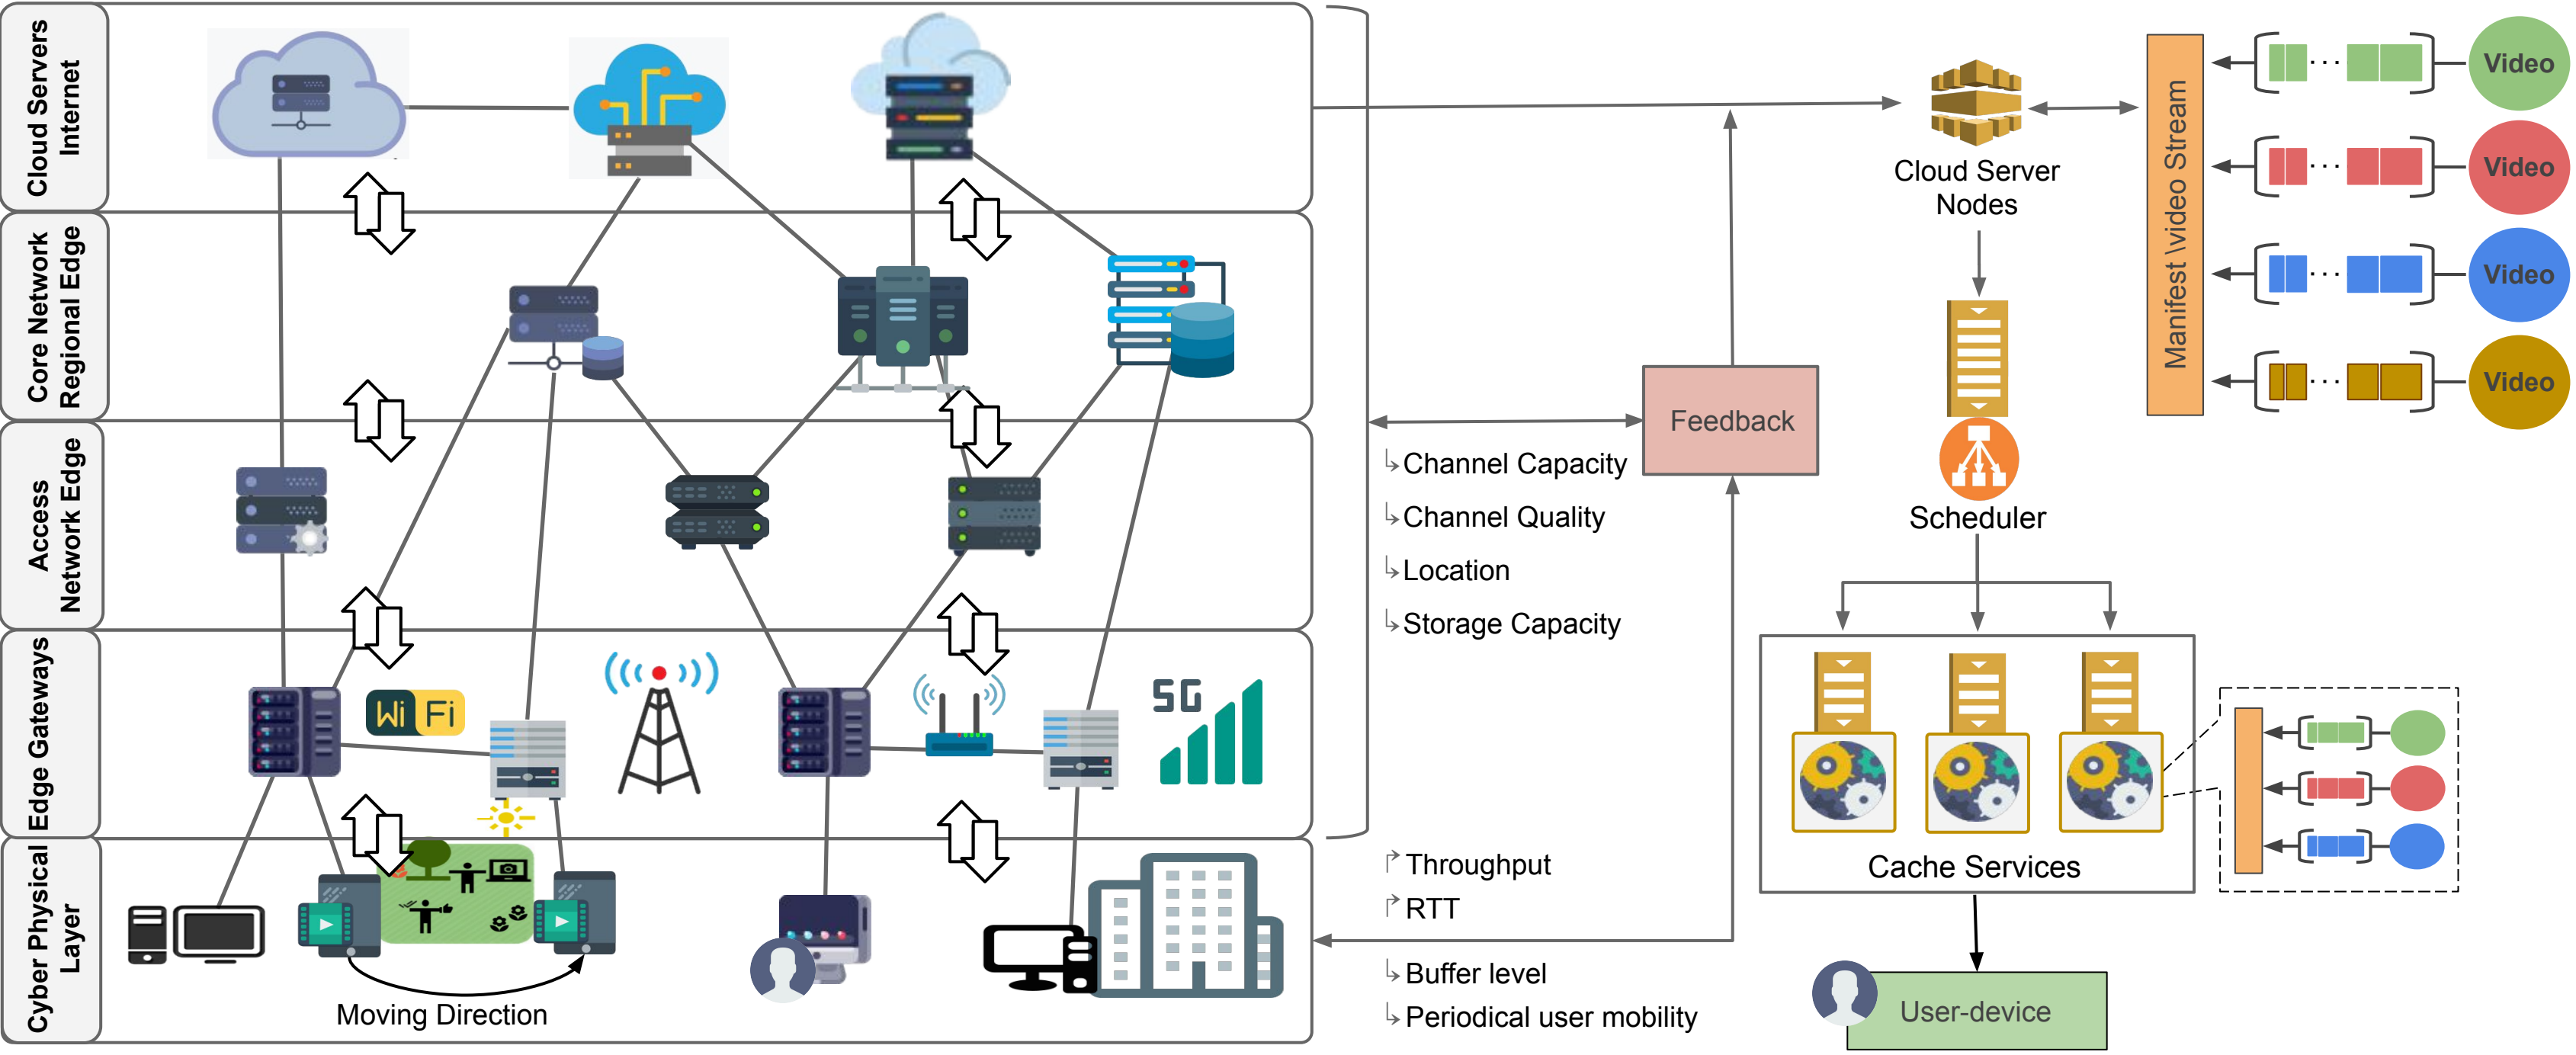 Cloud Servers
Internet
Core Network
Regional Edge
Access
Network Edge
Edge Gateways
Cyber Physical
Layer
Wi Fi
5G
Moving Direction
Channel Capacity
Channel Quality
Location
Storage Capacity
Throughput
RTT
Buffer level
Periodical user mobility
Feedback
Cloud Server
Nodes
Scheduler
Cache Services
User-device
Manifest \video Stream
Video
Video
Video
Video